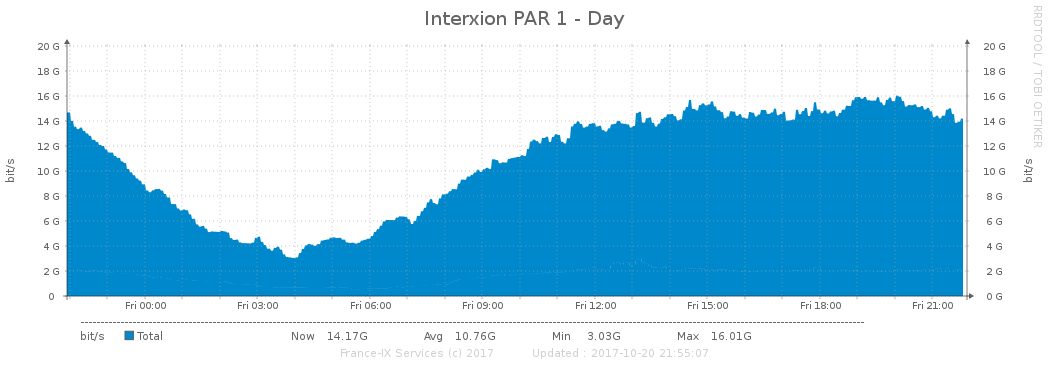 Interxion PAR 1 - Day
RRDTOOL / TOBI OETIKER
bit/s
20 G 20 G
18 G 18 G
16 G 16 G
14 G 14 G
12 G 12 G
10 G 10 G
8 G 8 G
6 G 6 G
4 G 4 G
2 G 2 G
0 0 G
bit/s
Fri 00:00 Fri 03:00 Fri 06:00 Fri 09:00 Fri 12:00 Fri 15:00 Fri 18:00 Fri 21:00
bit/s Total Now 14.17G Avg 10.76G Min 3.03G Max 16.01G
France-IX Services (c) 2017 Updated : 2017-10-20 21:55:07